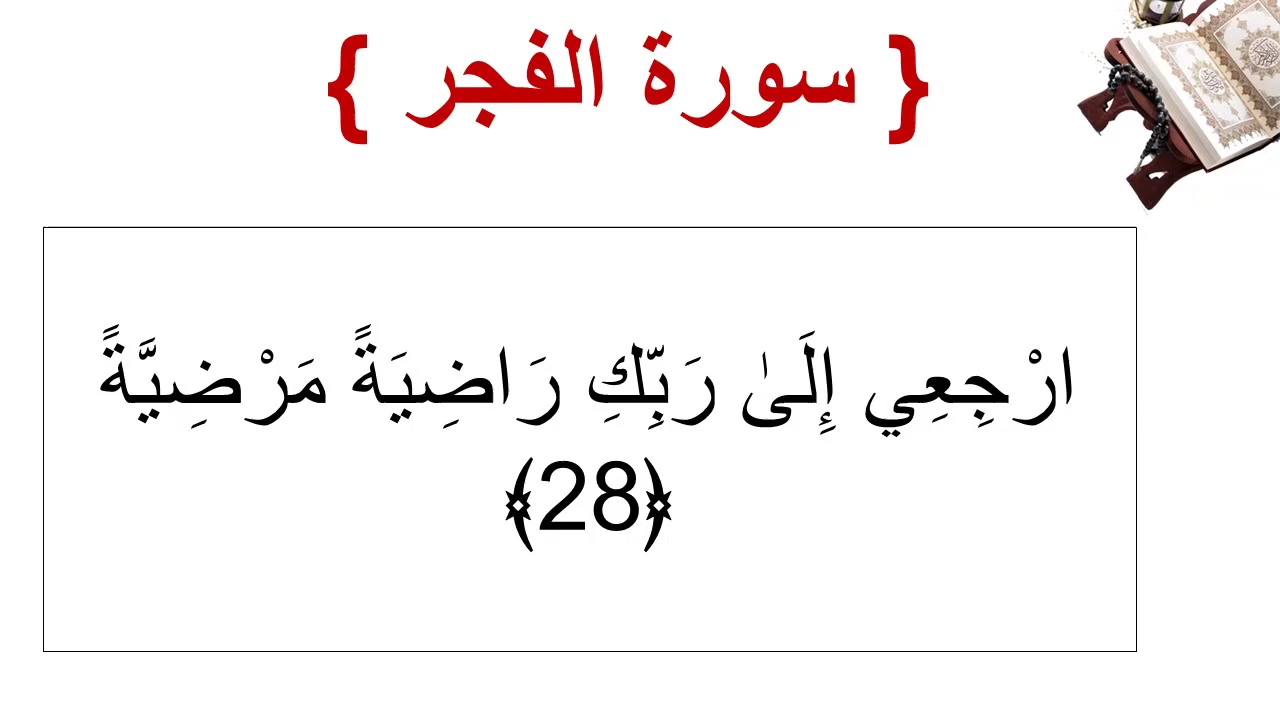 { سورة الفجر }
ارْجِعِي إِلَىٰ رَبِّكِ رَاضِيَةً مَرْضِيَّةً
﴿28﴾